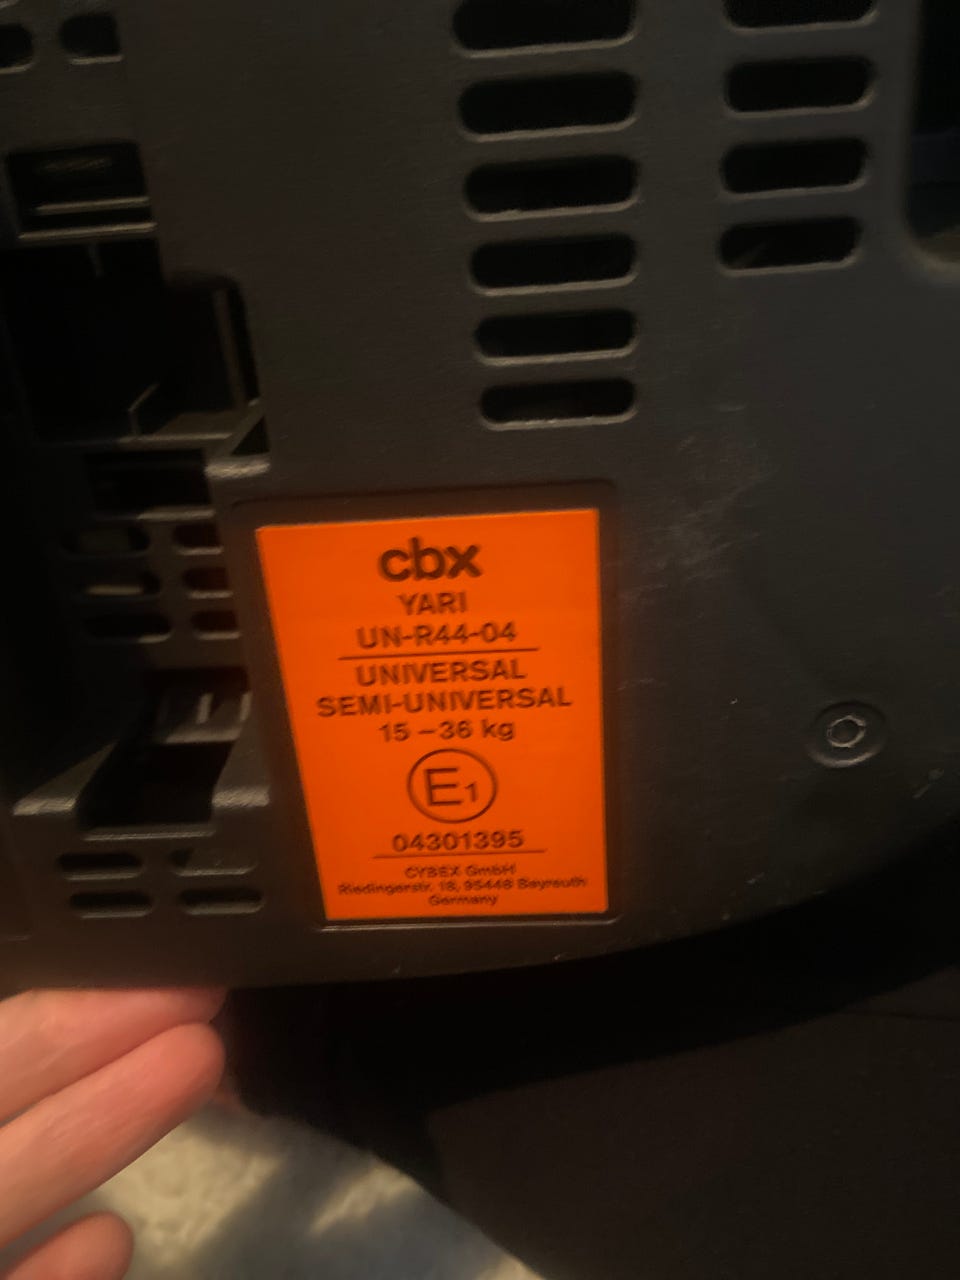 cbx
YARI
UN-R44-04
UNIVERSAL
SEMI-UNIVERSAL
15 – 36 kg
E1
04301395
CYBEX GmbH
Riedingerstr. 18, 95448 Bayreuth
Germany